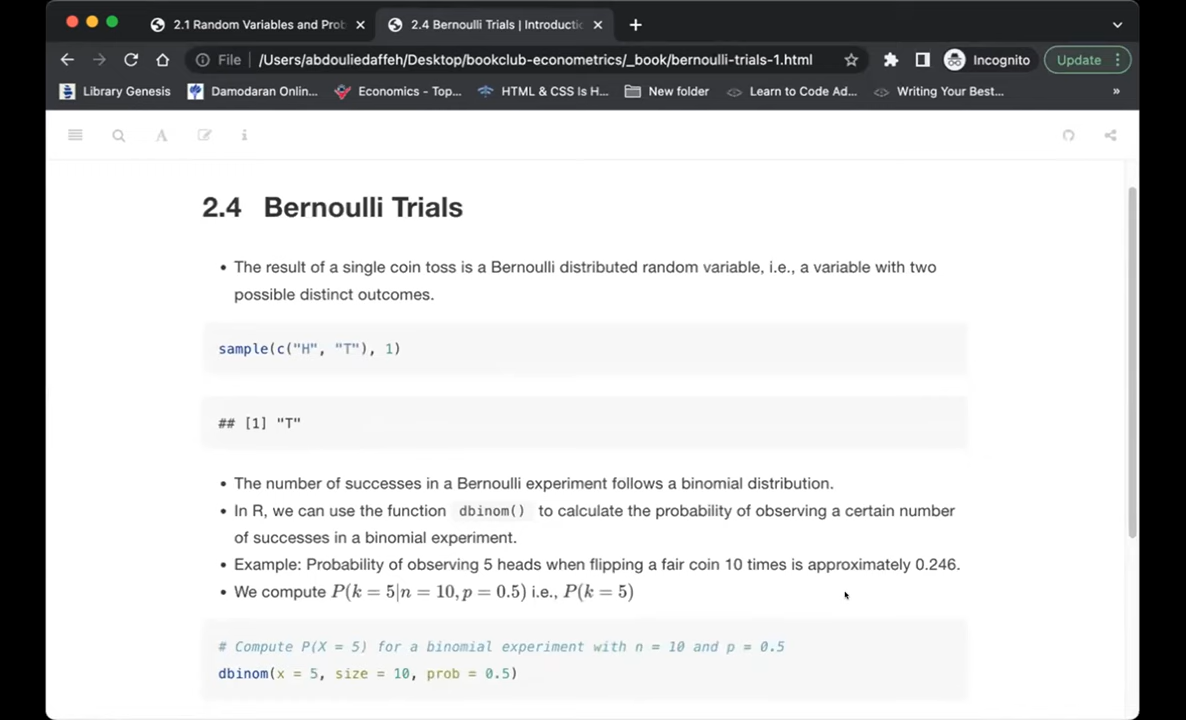 2.1 Random Variables and Prob
2.4 Bernoulli Trials | Introductic
File /Users/abdouliedaffeh/Desktop/bookclub-econometrics/_book/bernoulli-trials-1.html Incognito Update
Library Genesis Damodaran Onlin... Economics - Top... HTML & CSS Is H... New folder Learn to Code Ad... Writing Your Best... »
2.4 Bernoulli Trials
• The result of a single coin toss is a Bernoulli distributed random variable, i.e., a variable with two
possible distinct outcomes.
sample(c("H", "T"), 1)
## [1] "T"
• The number of successes in a Bernoulli experiment follows a binomial distribution.
• In R, we can use the function dbinom() to calculate the probability of observing a certain number
of successes in a binomial experiment.
• Example: Probability of observing 5 heads when flipping a fair coin 10 times is approximately 0.246.
• We compute P(k = 5|n = 10, p = 0.5) i.e., P(k = 5)
# Compute P(X = 5) for a binomial experiment with n = 10 and p = 0.5
dbinom(x = 5, size = 10, prob = 0.5)